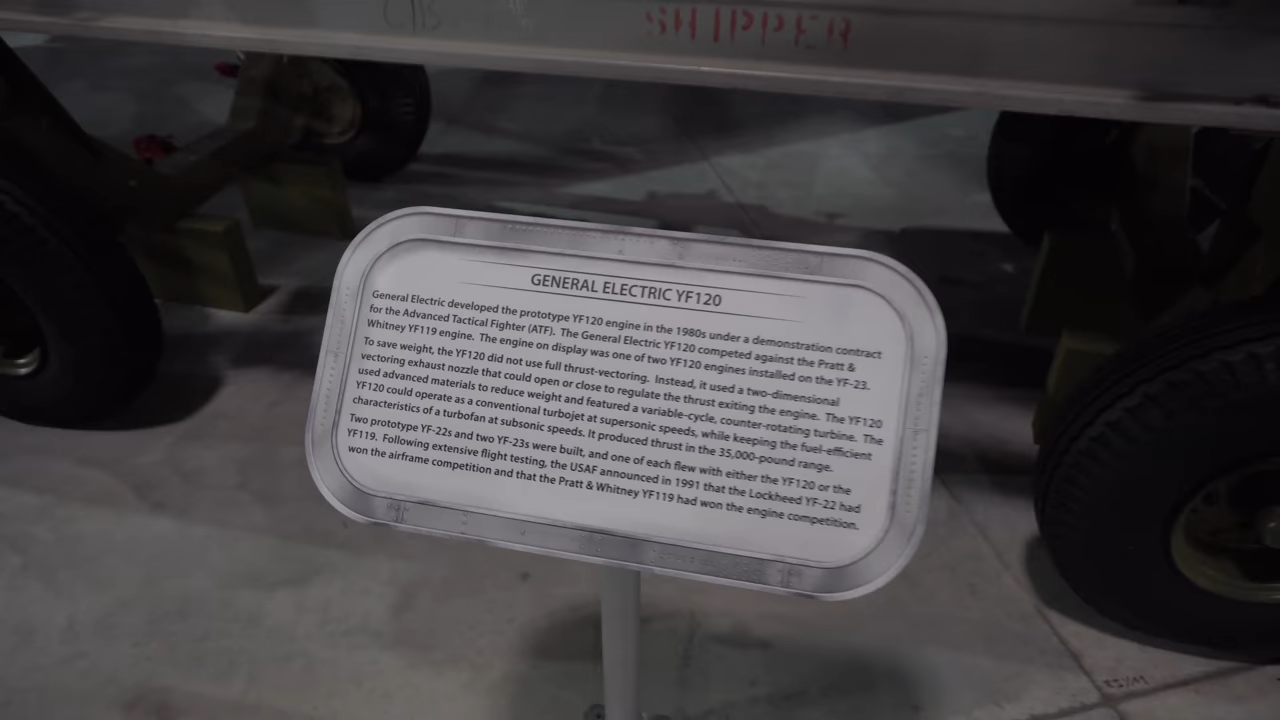 SHIPPER
GENERAL ELECTRIC YF120
General Electric developed the prototype YF120 engine in the 1980s under a demonstration contract
for the Advanced Tactical Fighter (ATF). The General Electric YF120 competed against the Pratt &
Whitney YF119 engine. The engine on display was one of two YF120 engines installed on the YF-23.
To save weight, the YF120 did not use full thrust-vectoring. Instead, it used a two-dimensional
vectoring exhaust nozzle that could open or close to regulate the thrust exiting the engine. The YF120
used advanced materials to reduce weight and featured a variable-cycle, counter-rotating turbine. The
YF120 could operate as a conventional turbojet at supersonic speeds, while keeping the fuel-efficient
characteristics of a turbofan at subsonic speeds. It produced thrust in the 35,000-pound range.
Two prototype YF-22s and two YF-23s were built, and one of each flew with either the YF120 or the
YF119. Following extensive flight testing, the USAF announced in 1991 that the Lockheed YF-22 had
won the airframe competition and that the Pratt & Whitney YF119 had won the engine competition.